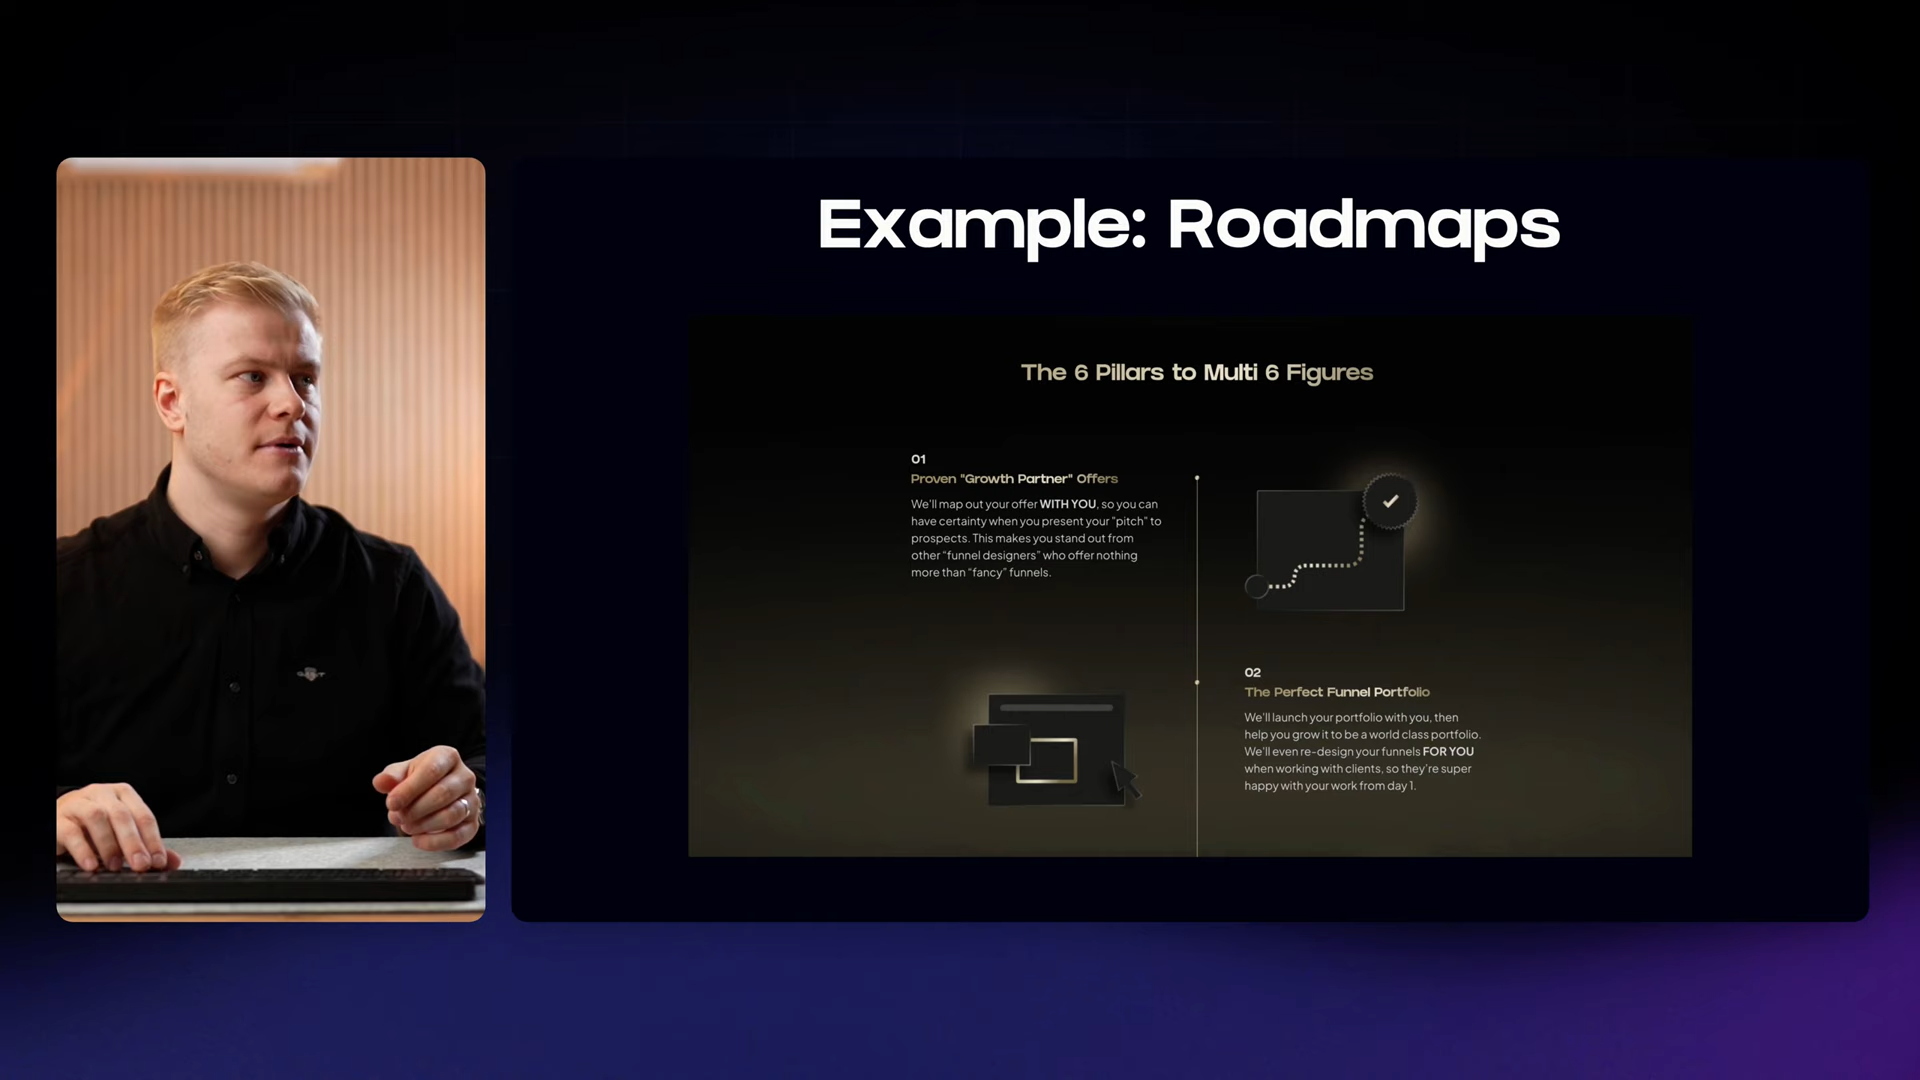 Example: Roadmaps
The 6 Pillars to Multi 6 Figures
01
Proven "Growth Partner" Offers
We'll map out your offer WITH YOU, so you can
have certainty when you present your "pitch" to
prospects. This makes you stand out from
other "funnel designers" who offer nothing
more than "fancy" funnels.
02
The Perfect Funnel Portfolio
We'll launch your portfolio with you, then
help you grow it to be a world class portfolio.
We'll even re-design your funnels FOR YOU
when working with clients, so they're super
happy with your work from day 1.